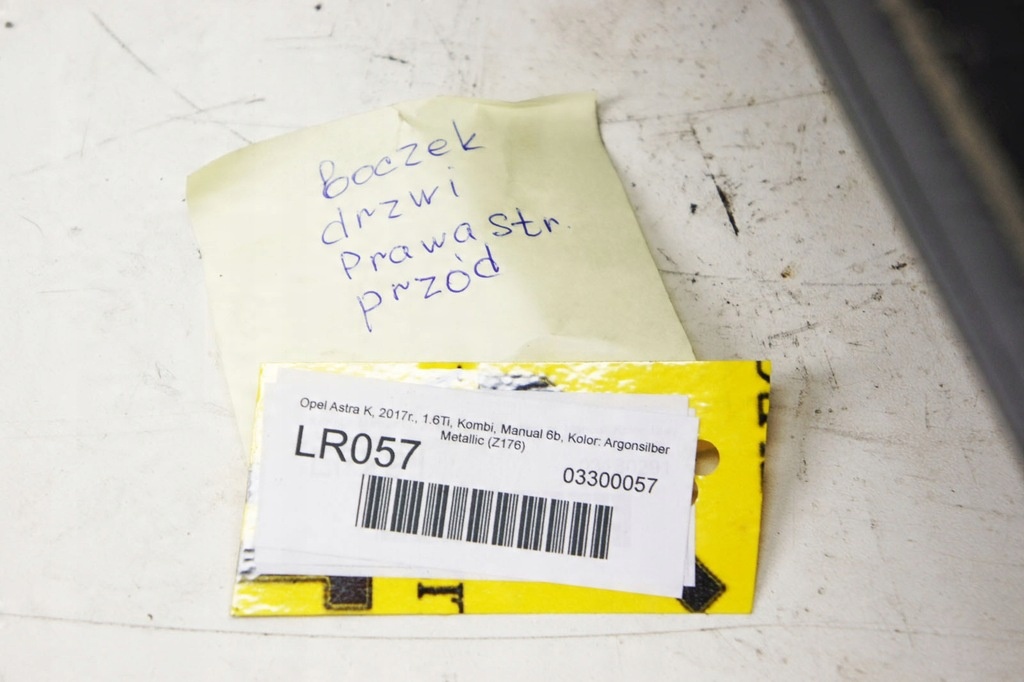 Boczek
drzwi
Prawa str.
przód
Opel Astra K, 2017r., 1.6Ti, Kombi, Manual 6b, Kolor: Argonsilber
Metallic (Z176)
LR057
03300057
r